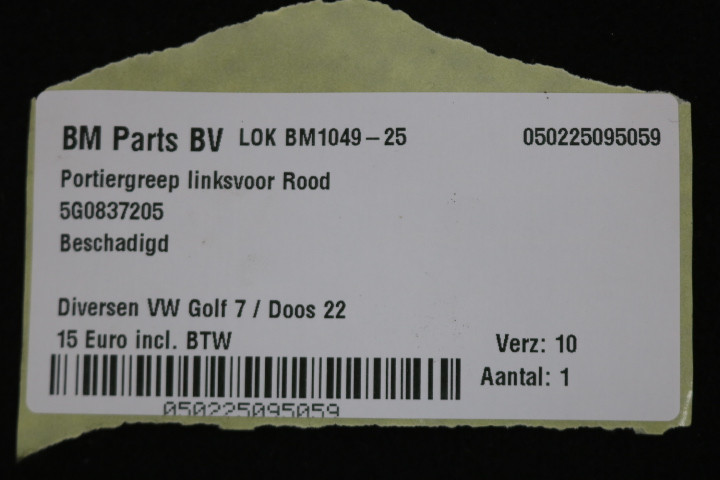 BM Parts BV LOK BM1049-25 050225095059
Portiergreep linksvoor Rood
5G0837205
Beschadigd
Diversen VW Golf 7 / Doos 22
15 Euro incl. BTW
Verz: 10
Aantal: 1
050225095059